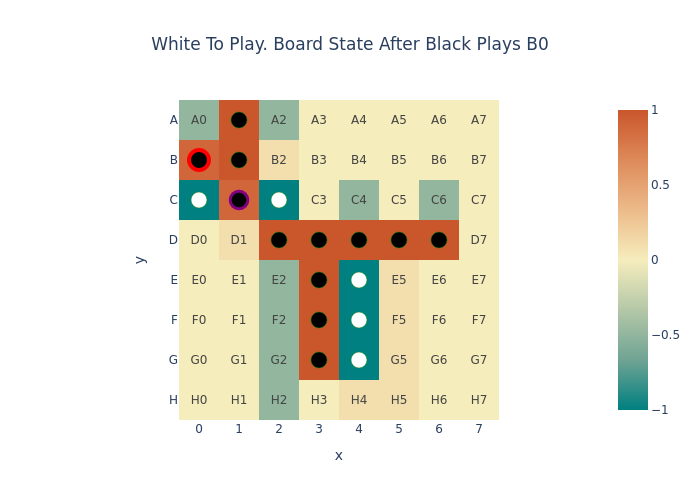 White To Play. Board State After Black Plays B0
A A0 A2 A3 A4 A5 A6 A7
B B2 B3 B4 B5 B6 B7
C C3 C4 C5 C6 C7
D D0 D1 D7
E E0 E1 E2 E5 E6 E7
F F0 F1 F2 F5 F6 F7
G G0 G1 G2 G5 G6 G7
H H0 H1 H2 H3 H4 H5 H6 H7
0 1 2 3 4 5 6 7
x
y
1
0.5
0
−0.5
−1